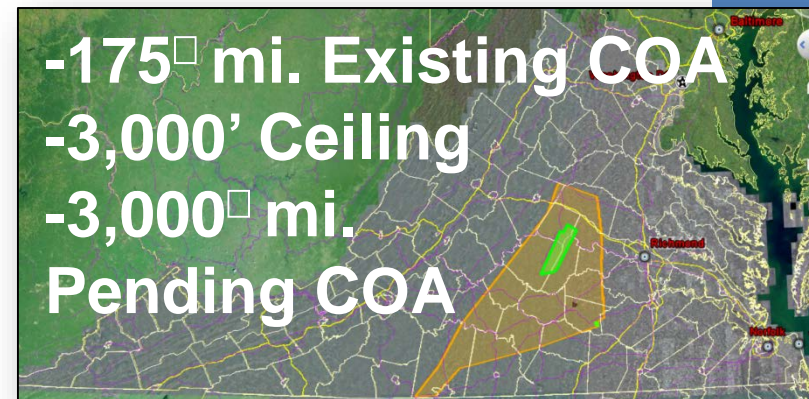 -175□ mi. Existing COA
-3,000’ Ceiling
-3,000□ mi.
Pending COA
Baltimore
Richmond
Norfolk